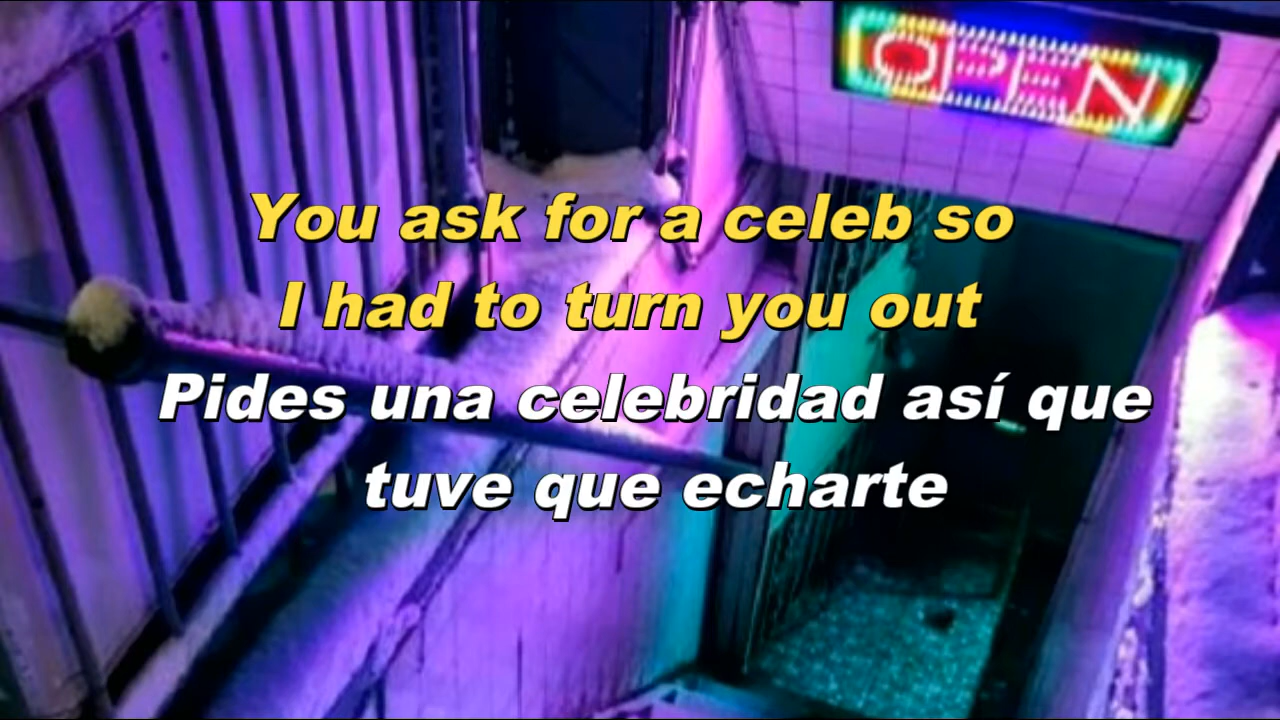 OPEN
You ask for a celeb so
I had to turn you out
Pides una celebridad así que
tuve que echarte